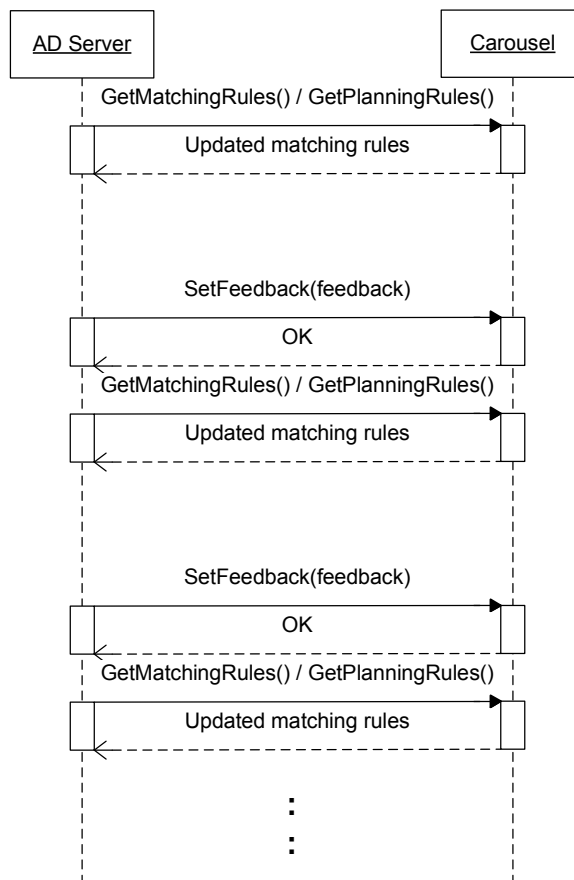 AD Server
Carousel
GetMatchingRules() / GetPlanningRules()
Updated matching rules
SetFeedback(feedback)
OK
GetMatchingRules() / GetPlanningRules()
Updated matching rules
SetFeedback(feedback)
OK
GetMatchingRules() / GetPlanningRules()
Updated matching rules
:
: